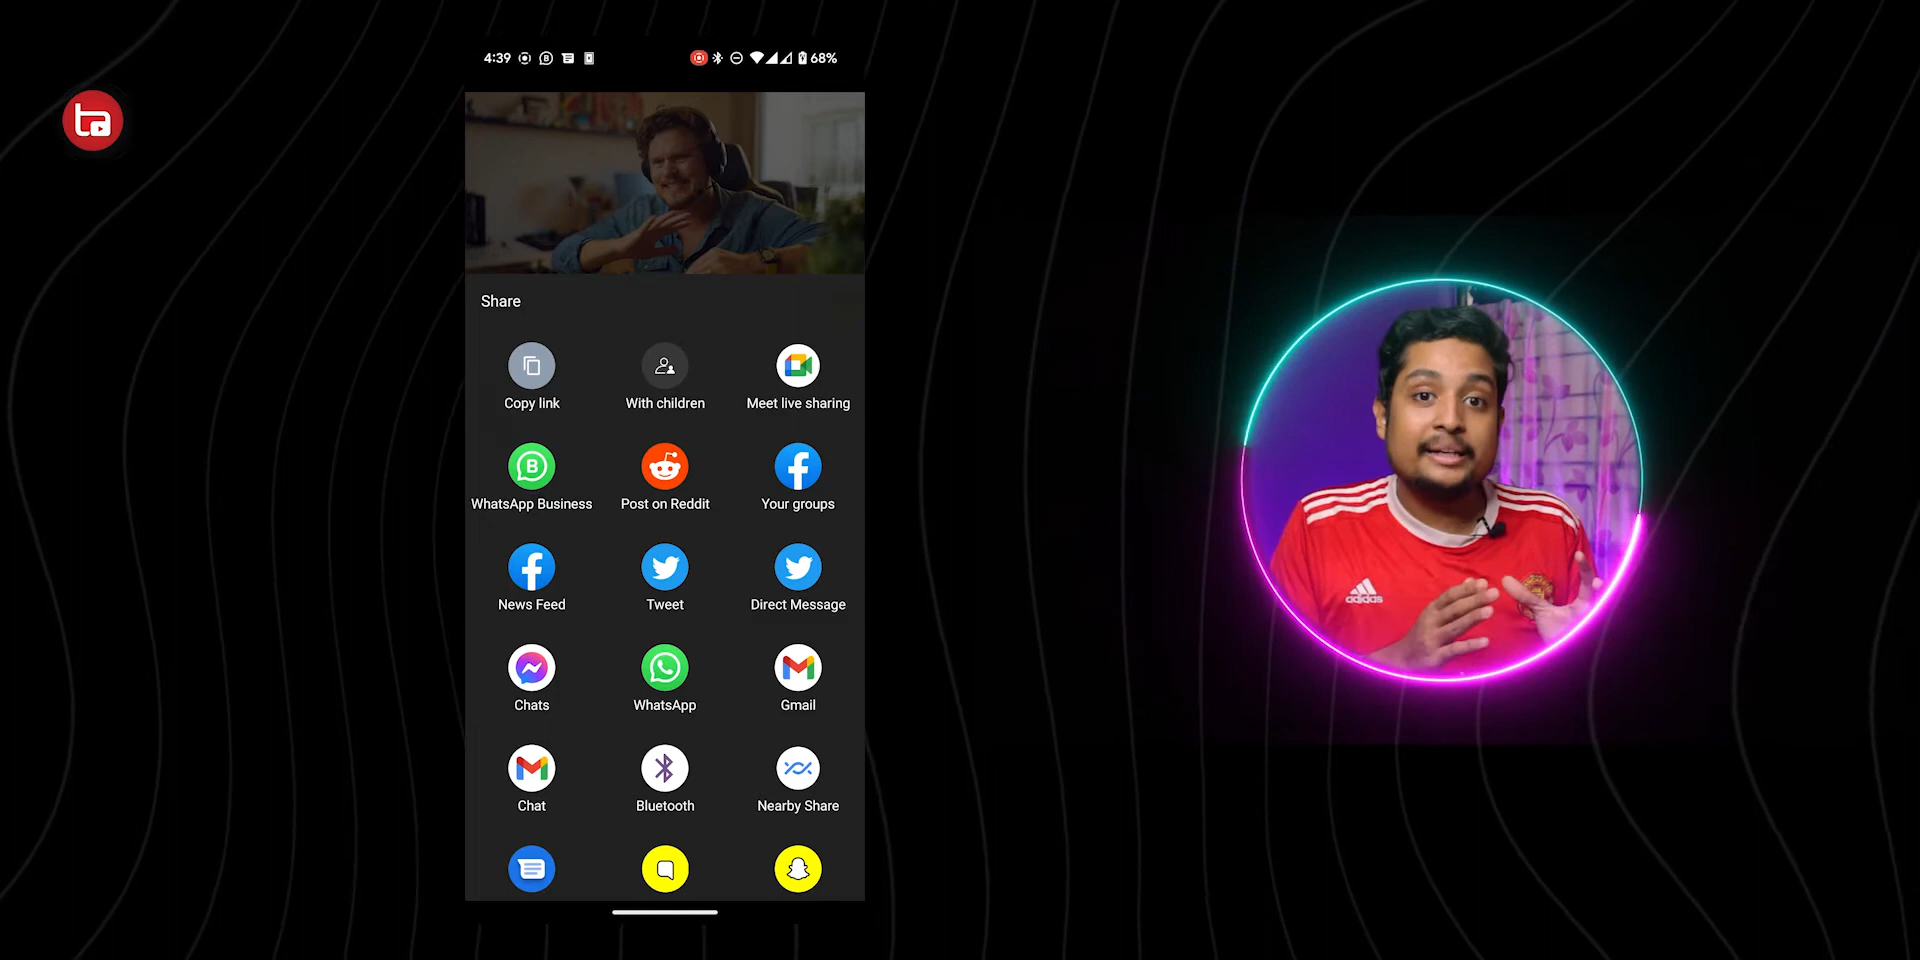 ta
4:39
68%
Share
Copy link
With children
Meet live sharing
B
WhatsApp Business
Post on Reddit
Your groups
News Feed
Tweet
Direct Message
Chats
WhatsApp
Gmail
Chat
Bluetooth
Nearby Share
adidas